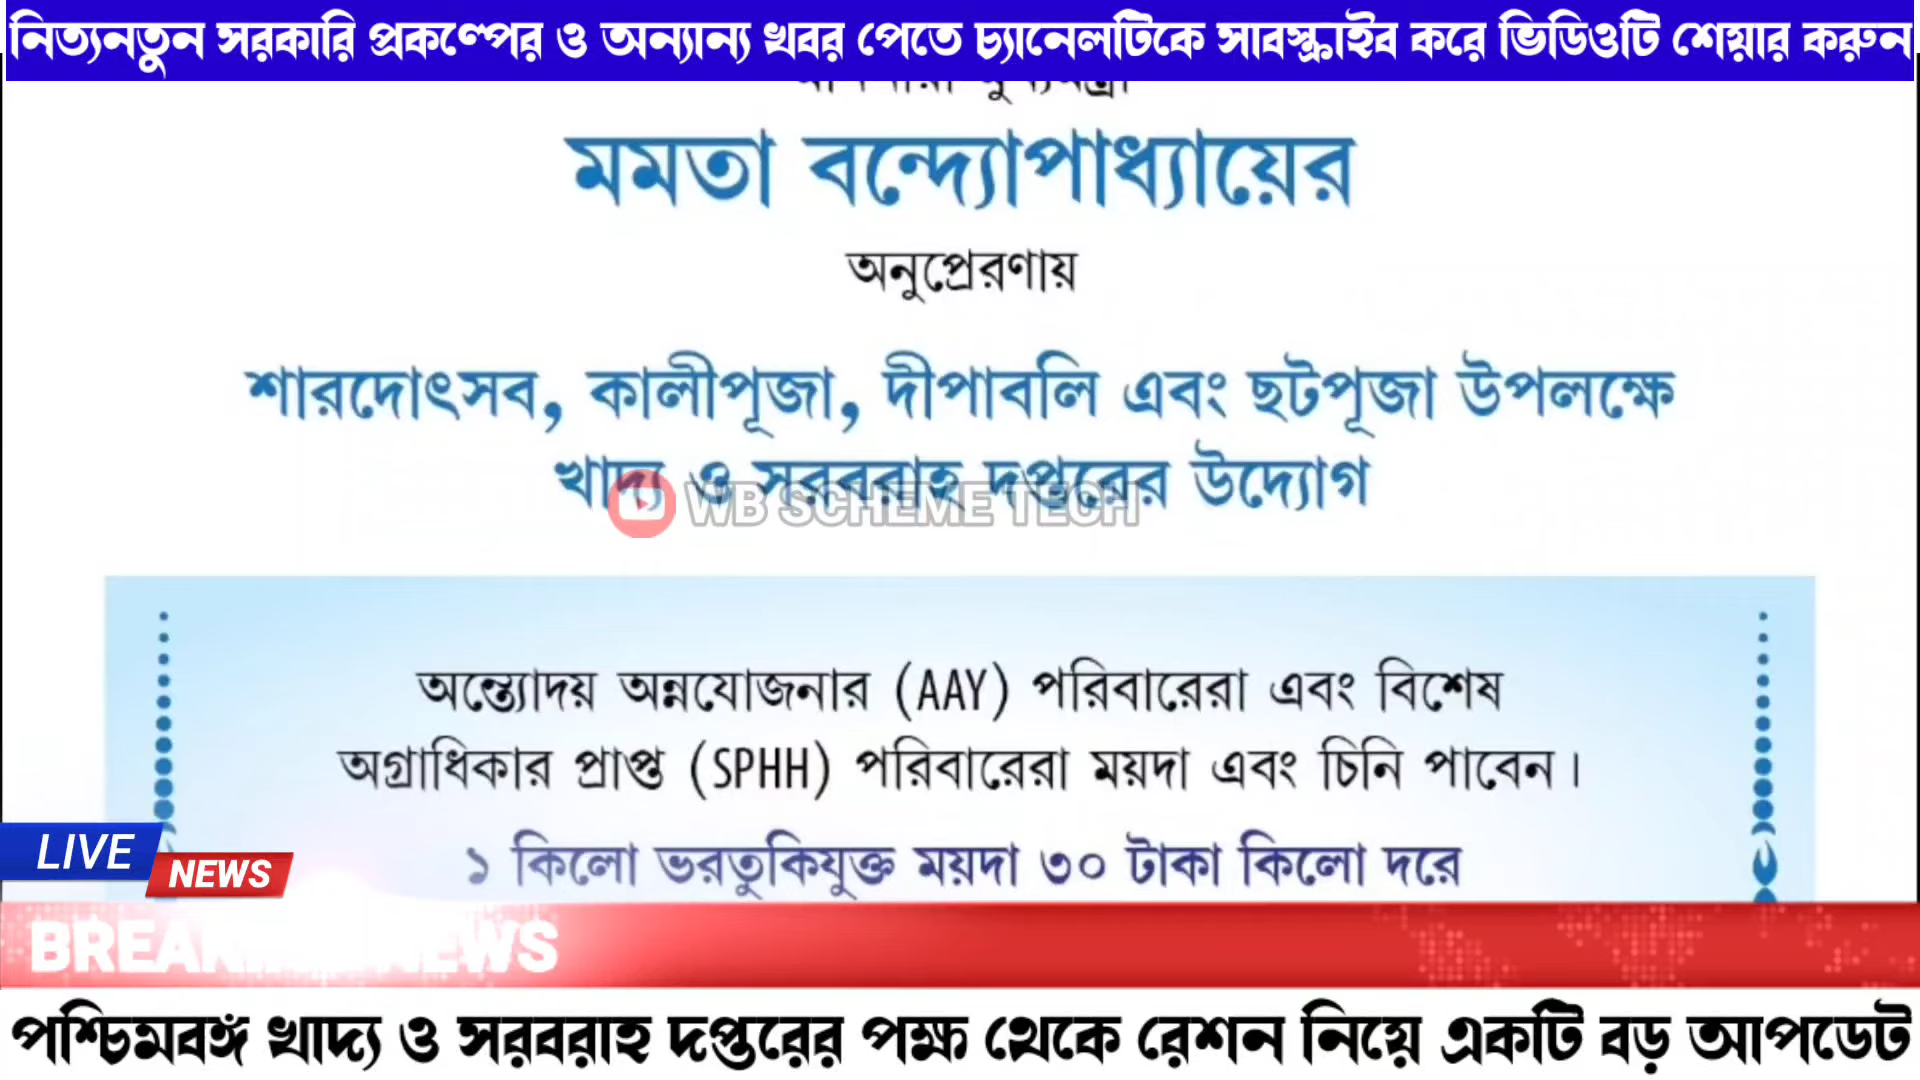 নিত্যনতুন সরকারি প্রকল্পের ও অন্যান্য খবর পেতে চ্যানেলটিকে সাবস্ক্রাইব করে ভিডিওটি শেয়ার করুন
মমতা বন্দ্যোপাধ্যায়ের
অনুপ্রেরণায়
শারদোৎসব, কালীপূজা, দীপাবলি এবং ছটপূজা উপলক্ষে
খাদ্য ও সরবরাহ দপ্তরের উদ্যোগ
WB SCHEME TECH
অন্ত্যোদয় অন্নযোজনার (AAY) পরিবারেরা এবং বিশেষ
অগ্রাধিকার প্রাপ্ত (SPHH) পরিবারেরা ময়দা এবং চিনি পাবেন।
১ কিলো ভরতুকিযুক্ত ময়দা ৩০ টাকা কিলো দরে
LIVE
NEWS
BREAKING NEWS
পশ্চিমবঙ্গ খাদ্য ও সরবরাহ দপ্তরের পক্ষ থেকে রেশন নিয়ে একটি বড় আপডেট